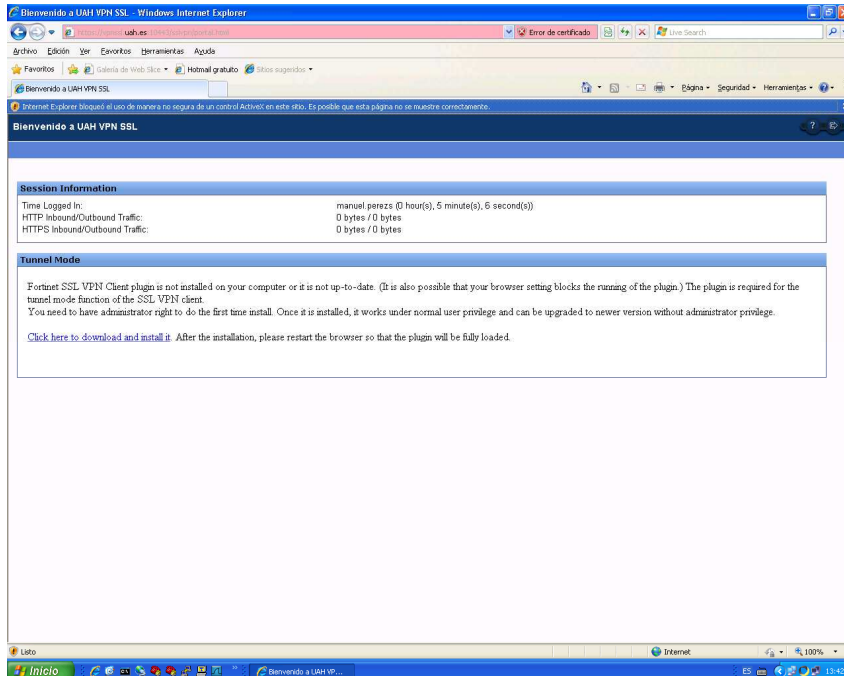 Bienvenido a UAH VPN SSL - Windows Internet Explorer
uah.es Error de certificado Live Search
Archivo Edición Ver Favoritos Herramientas Ayuda
Favoritos Galería de Web Slice Hotmail gratuito Sitios sugeridos
Bienvenido a UAH VPN SSL Página Seguridad Herramientas
Internet Explorer bloqueó el uso de manera no segura de un control ActiveX en este sitio. Es posible que esta página no se muestre correctamente.
Bienvenido a UAH VPN SSL ?
Session Information
Time Logged In: manuel.perezs (0 hour(s), 5 minute(s), 6 second(s))
HTTP Inbound/Outbound Traffic: 0 bytes / 0 bytes
HTTPS Inbound/Outbound Traffic: 0 bytes / 0 bytes
Tunnel Mode
Fortinet SSL VPN Client plugin is not installed on your computer or it is not up-to-date. (It is also possible that your browser setting blocks the running of the plugin.) The plugin is required for the
tunnel mode function of the SSL VPN client.
You need to have administrator right to do the first time install. Once it is installed, it works under normal user privilege and can be upgraded to newer version without administrator privilege.
Click here to download and install it. After the installation, please restart the browser so that the plugin will be fully loaded.
Listo Internet 100%
Inicio Bienvenido a UAH VP... ES 13:42